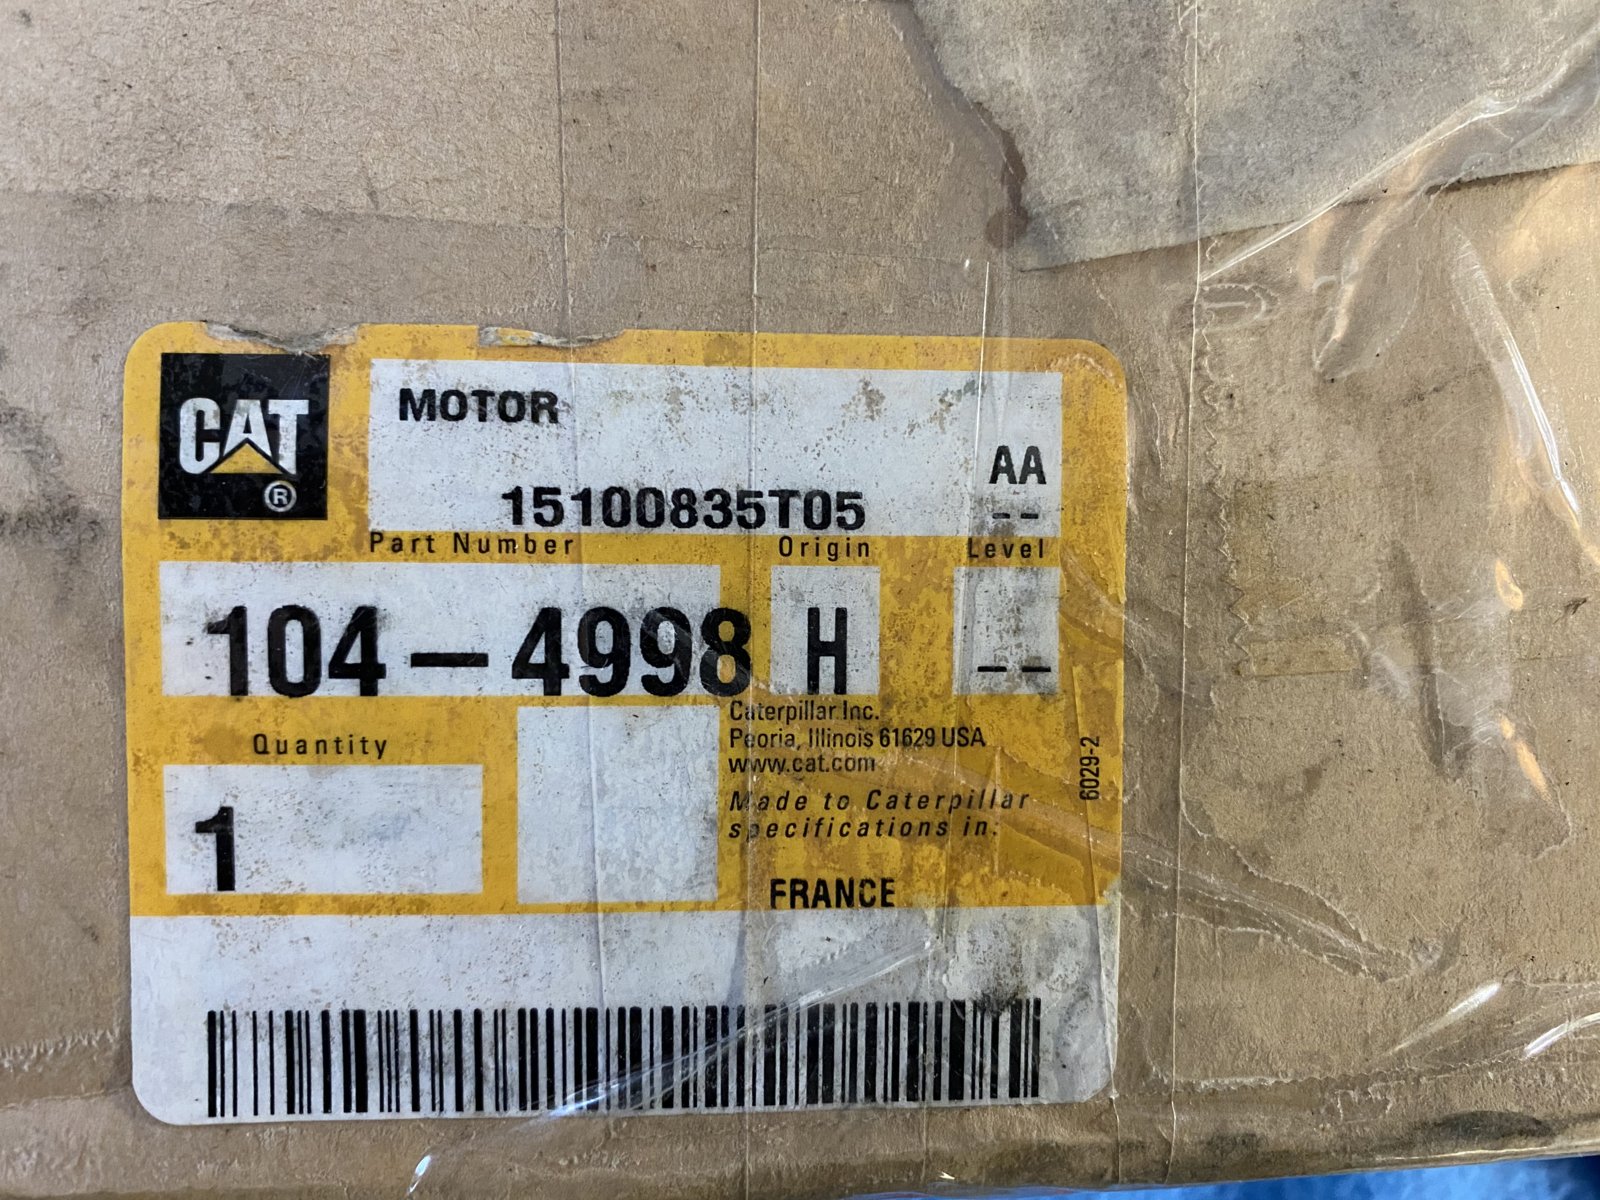 CAT
®
MOTOR
AA
15100835T05 --
Part Number Origin Level
104-4998 H --
Caterpillar Inc.
Quantity Peoria, Illinois 61629 USA
www.cat.com
1 Made to Caterpillar
specifications in:
FRANCE
6029-2